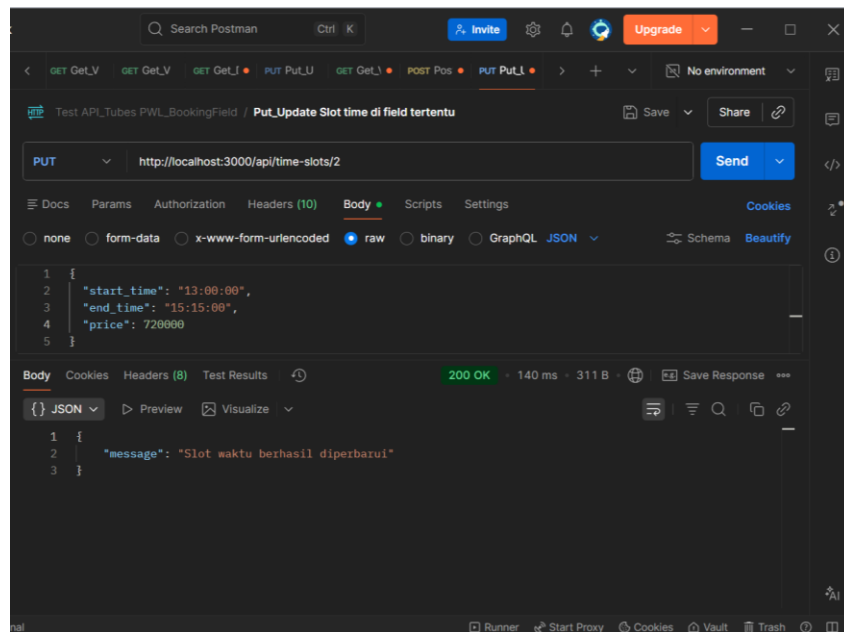 Search Postman Ctrl K Invite Upgrade
GET Get_V GET Get_V GET Get_( PUT Put_U GET Get_\ POST Pos PUT Put_L No environment
HTTP Test API_Tubes PWL_BookingField / Put_Update Slot time di field tertentu Save Share
PUT http://localhost:3000/api/time-slots/2 Send
Docs Params Authorization Headers (10) Body Scripts Settings Cookies
none form-data x-www-form-urlencoded raw binary GraphQL JSON Schema Beautify
1 {
2 "start_time": "13:00:00",
3 "end_time": "15:15:00",
4 "price": 720000
5 }
Body Cookies Headers (8) Test Results 200 OK • 140 ms • 311 B Save Response
{} JSON Preview Visualize
1 {
2 "message": "Slot waktu berhasil diperbarui"
3 }
AI
nal Runner Start Proxy Cookies Vault Trash